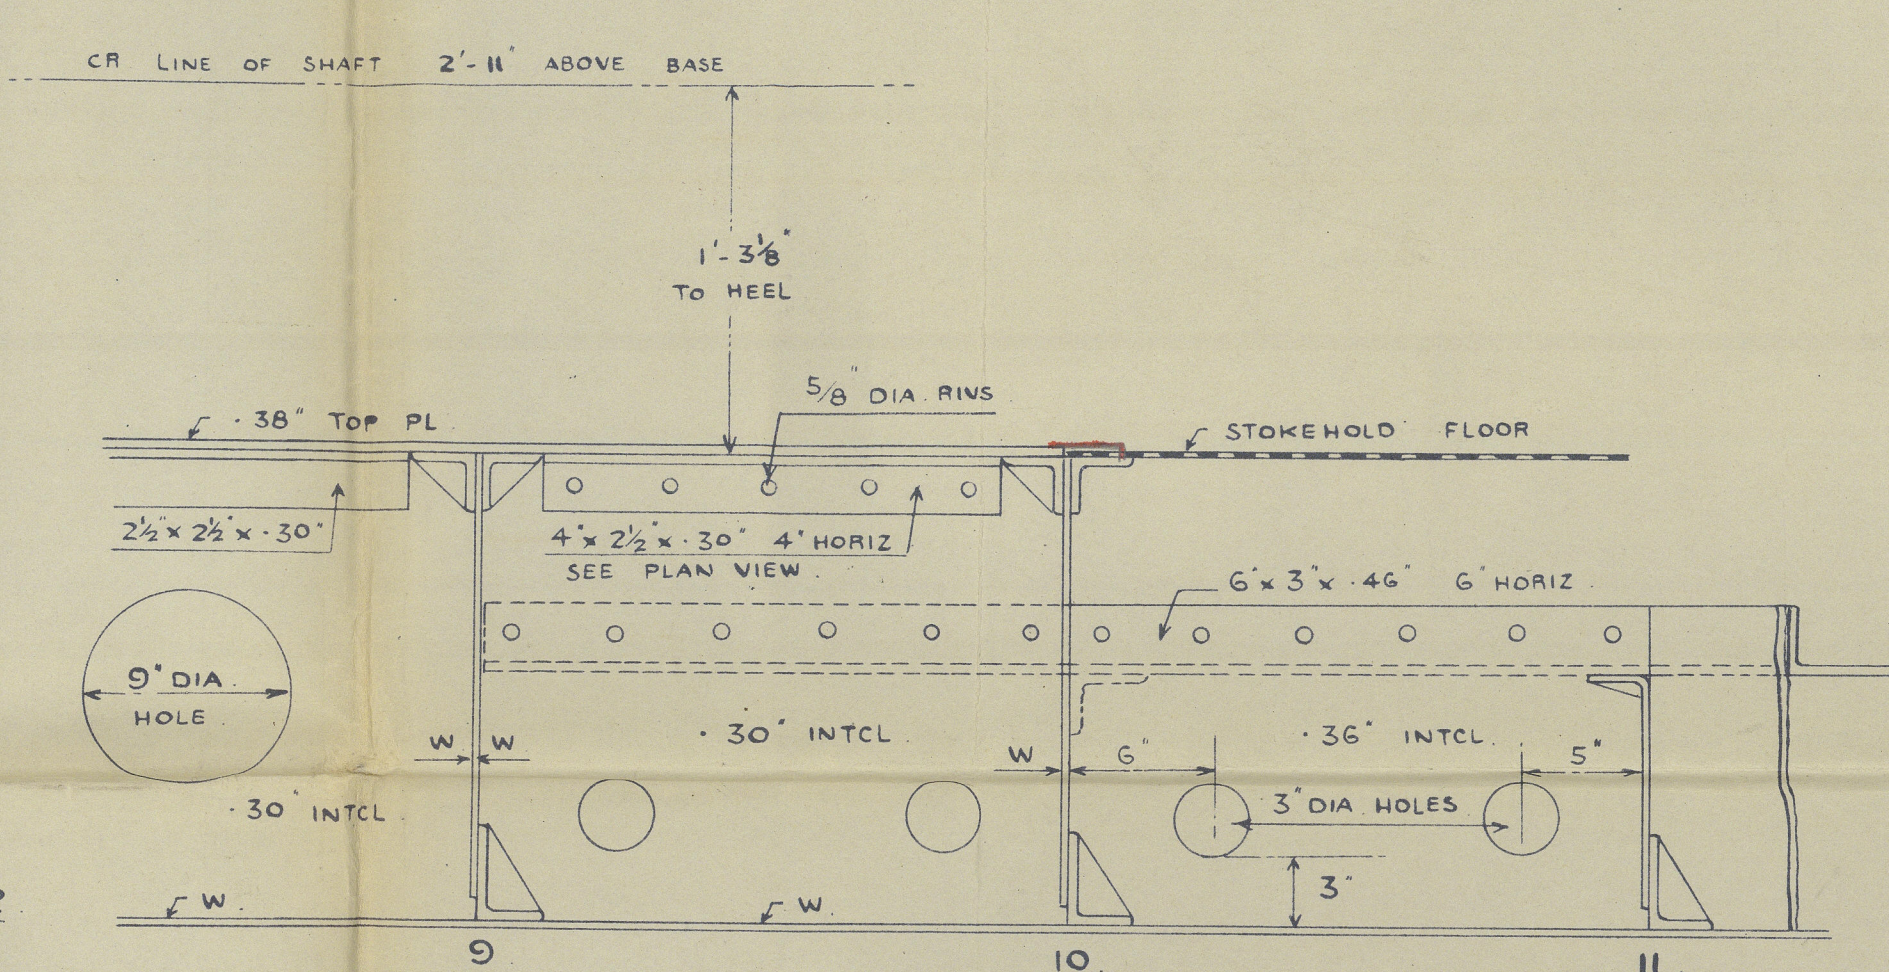 CR LINE OF SHAFT 2'-11" ABOVE BASE
1'-3⅛"
TO HEEL
5/8" DIA. RIVS.
.38" TOP PL.
STOKEHOLD FLOOR
2½"x 2½"x .30"
4"x 2½"x .30" 4" HORIZ
SEE PLAN VIEW.
6"x 3"x .46" 6" HORIZ.
9" DIA.
HOLE.
.30" INTCL.
.36" INTCL.
W W
W
6"
5"
3" DIA. HOLES.
.30" INTCL.
3"
W.
W.
9
10.
11